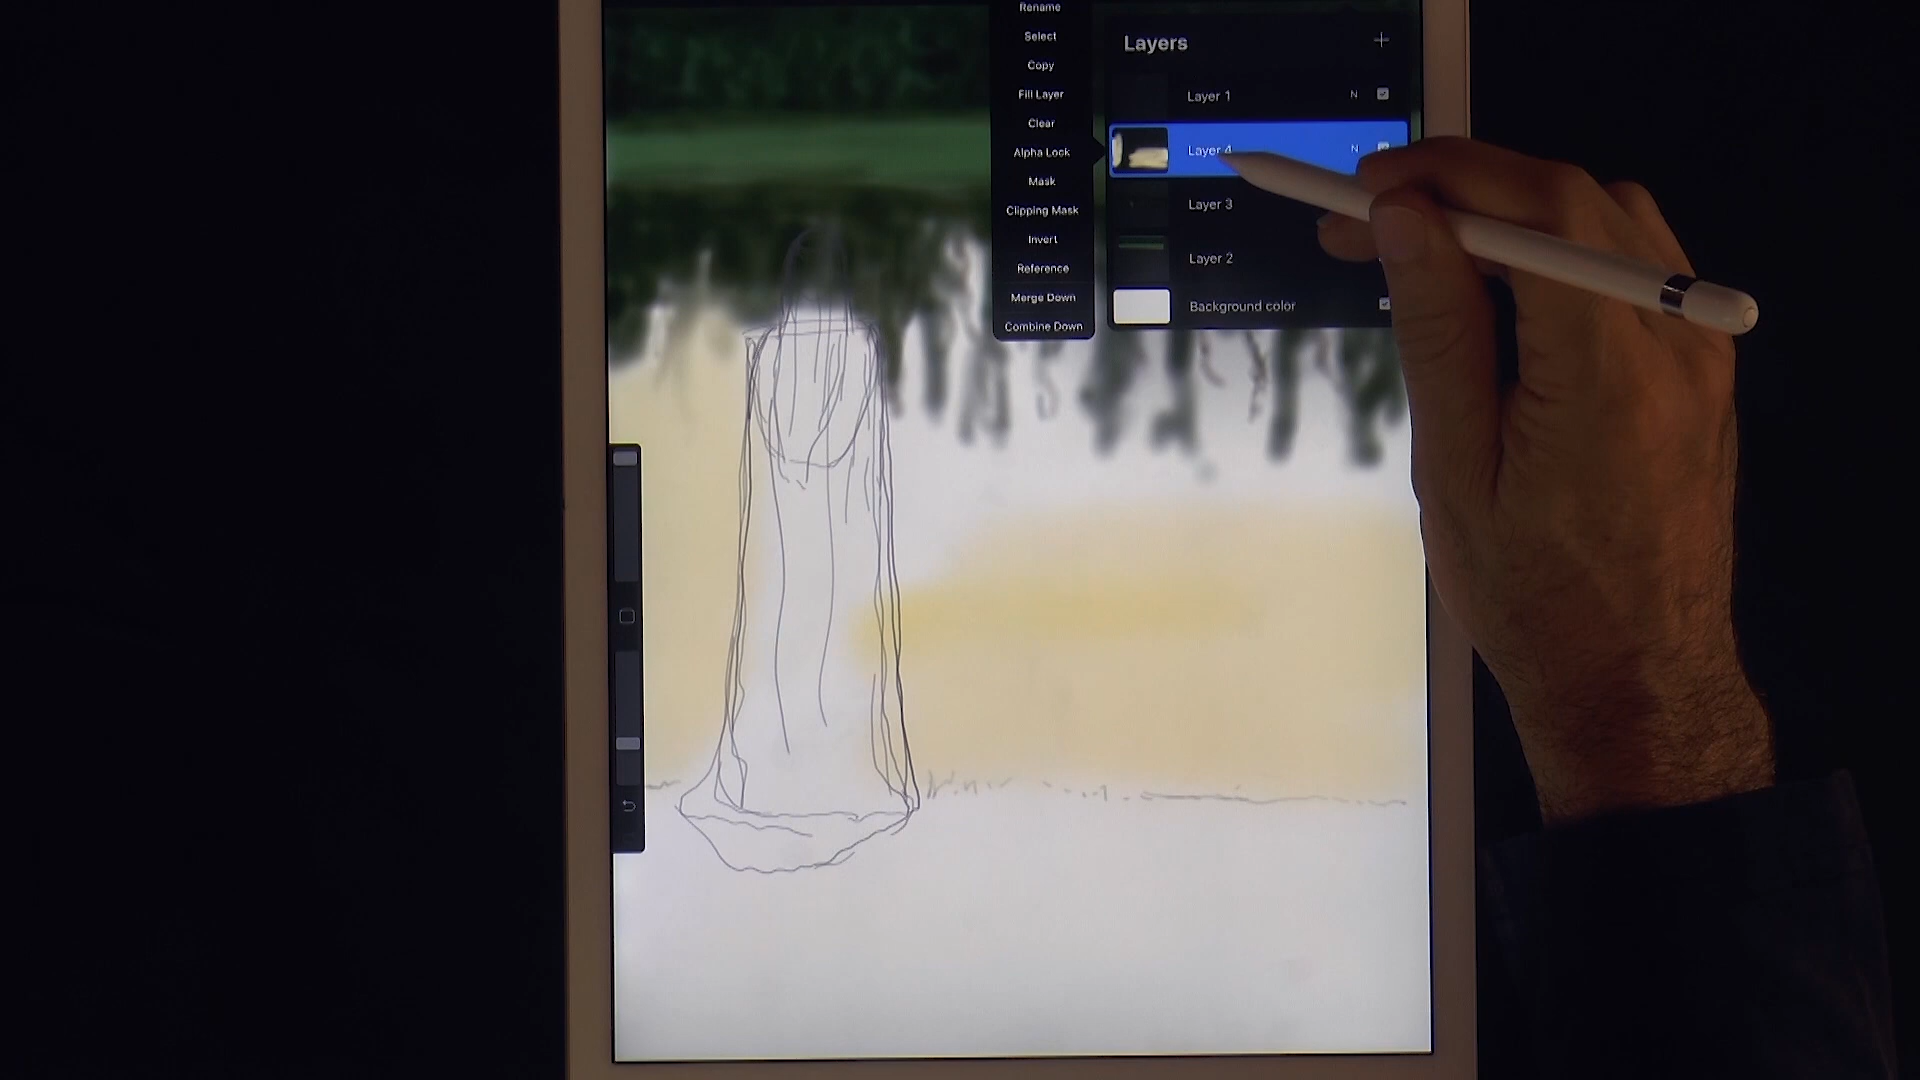 Rename
Select
Copy
Fill Layer
Clear
Alpha Lock
Mask
Clipping Mask
Invert
Reference
Merge Down
Combine Down
Layers
Layer 1 N
Layer 4 N
Layer 3
Layer 2
Background color